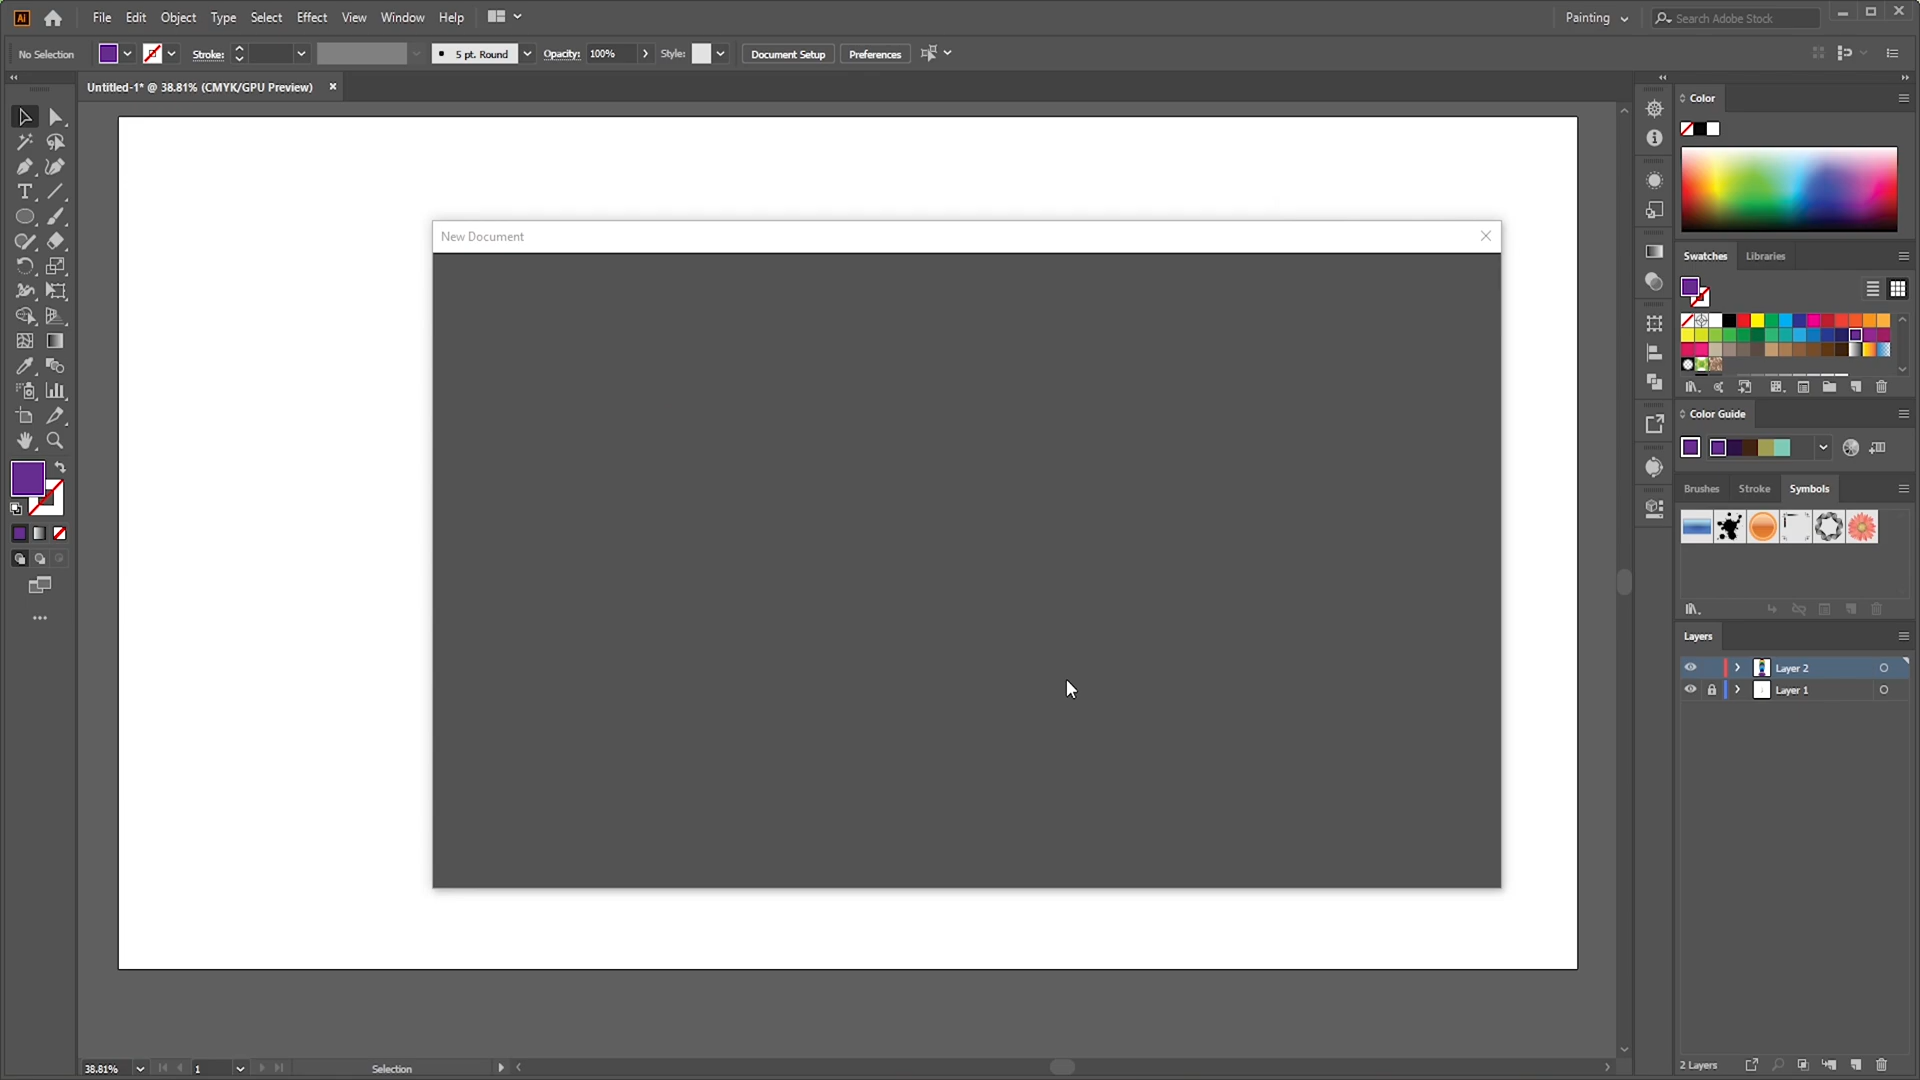 Ai File Edit Object Type Select Effect View Window Help Painting Search Adobe Stock
No Selection Stroke: 5 pt. Round Opacity: 100% Style: Document Setup Preferences
Untitled-1* @ 38.81% (CMYK/GPU Preview)
Color
New Document
Swatches Libraries
Color Guide
Brushes Stroke Symbols
Layers
Layer 2
Layer 1
38.81% 1 Selection 2 Layers